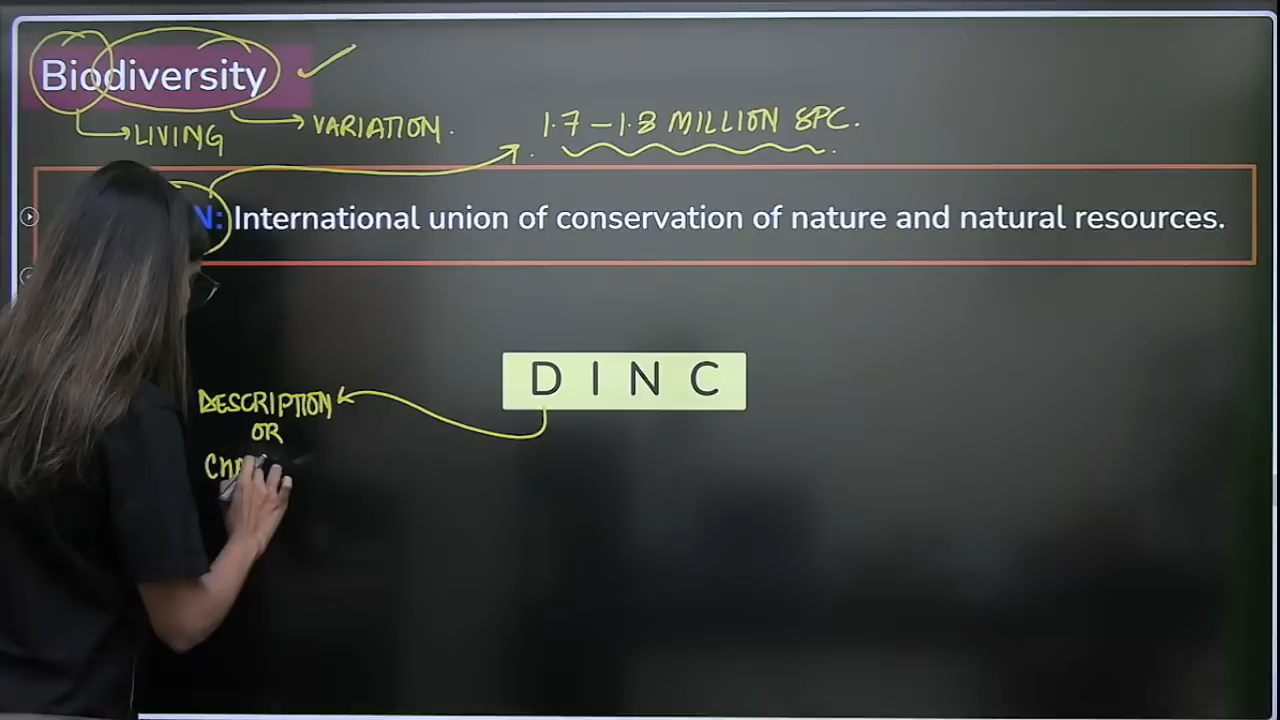 Biodiversity
LIVING
VARIATION.
1.7 – 1.8 MILLION SPC.
N: International union of conservation of nature and natural resources.
D I N C
DESCRIPTION
OR